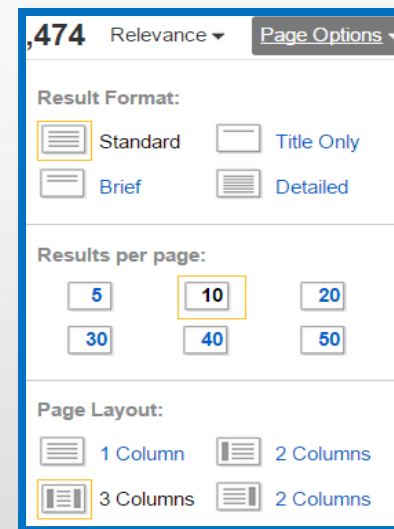 ,474 Relevance Page Options
Result Format:
Standard Title Only
Brief Detailed
Results per page:
5 10 20
30 40 50
Page Layout:
1 Column 2 Columns
3 Columns 2 Columns